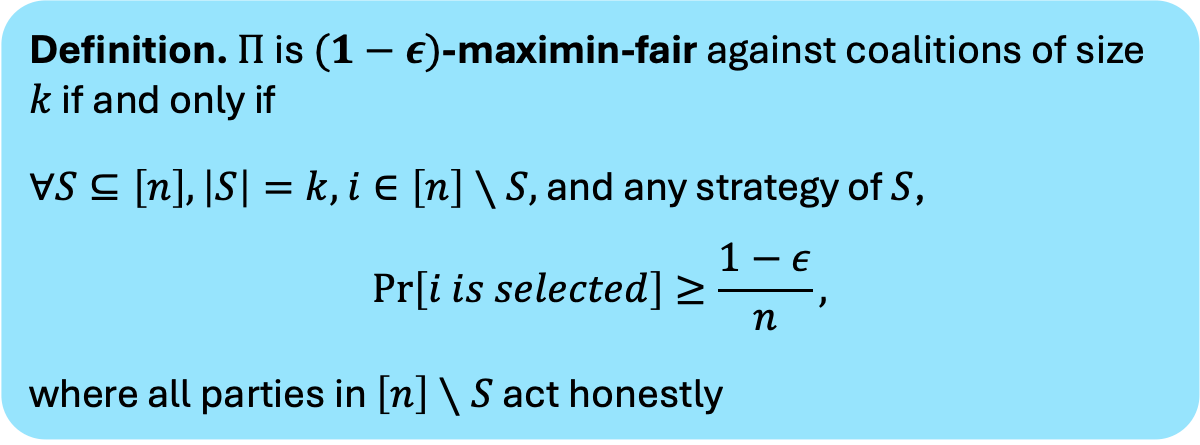 Definition. Π is (1 − ϵ)-maximin-fair against coalitions of size
k if and only if
∀S ⊆ [n], |S| = k, i ∈ [n] \ S, and any strategy of S,
Pr[i is selected] ≥ (1 − ϵ)/n,
where all parties in [n] \ S act honestly